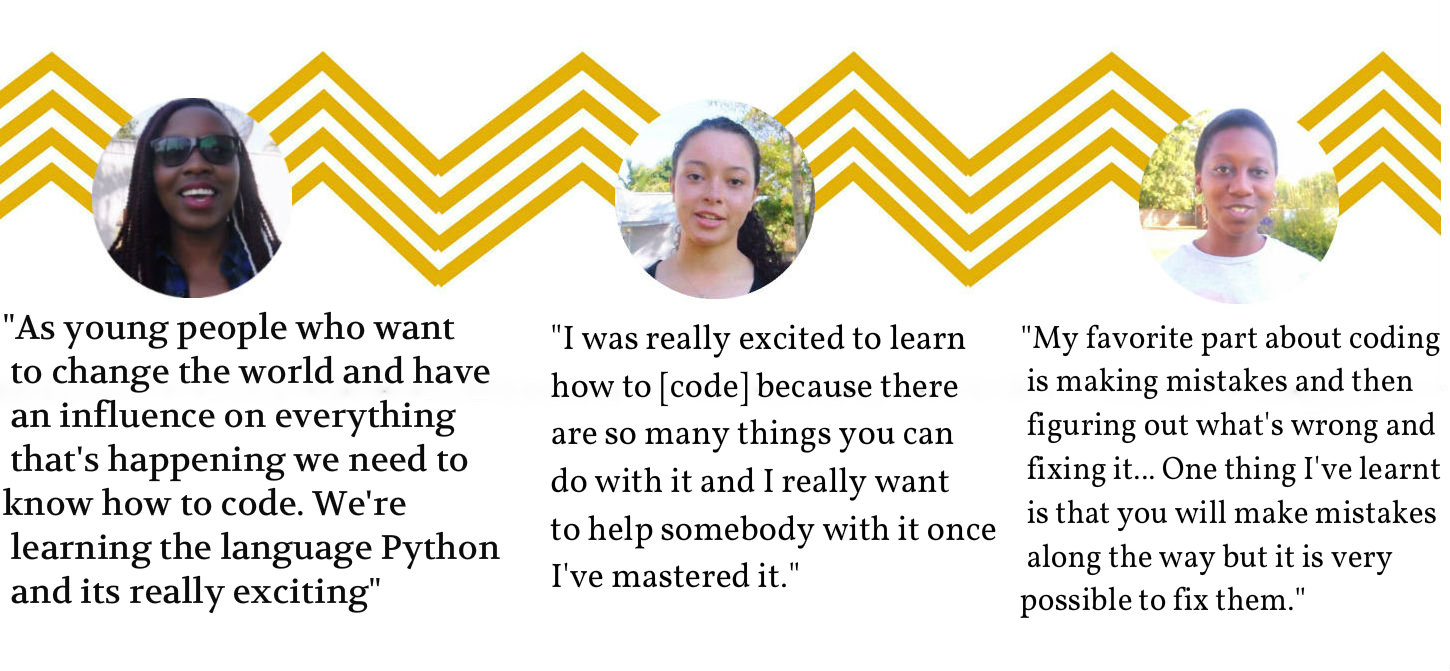 "As young people who want
to change the world and have
an influence on everything
that's happening we need to
know how to code. We're
learning the language Python
and its really exciting"
"I was really excited to learn
how to [code] because there
are so many things you can
do with it and I really want
to help somebody with it once
I've mastered it."
"My favorite part about coding
is making mistakes and then
figuring out what's wrong and
fixing it... One thing I've learnt
is that you will make mistakes
along the way but it is very
possible to fix them."